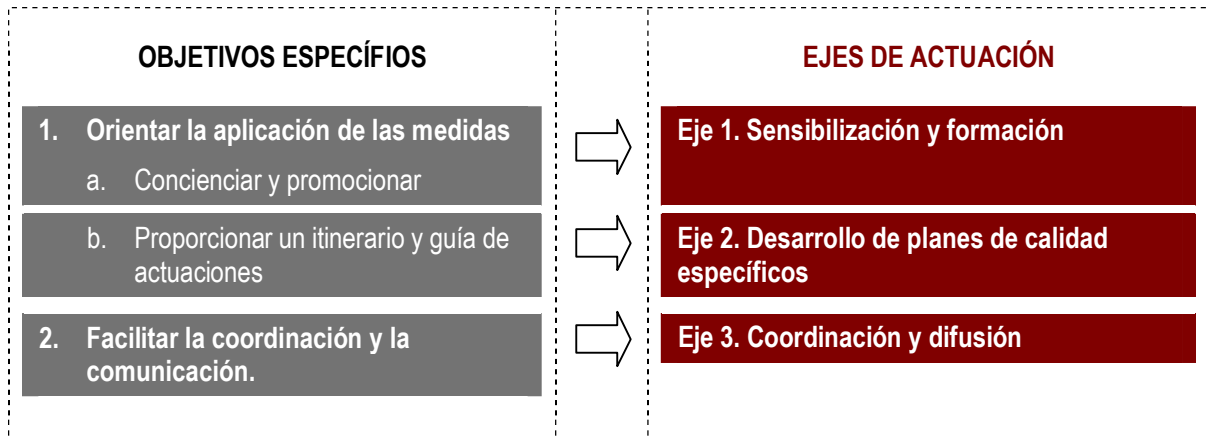 OBJETIVOS ESPECÍFIOS
EJES DE ACTUACIÓN
1. Orientar la aplicación de las medidas
a. Concienciar y promocionar
Eje 1. Sensibilización y formación
b. Proporcionar un itinerario y guía de
actuaciones
Eje 2. Desarrollo de planes de calidad
específicos
2. Facilitar la coordinación y la
comunicación.
Eje 3. Coordinación y difusión